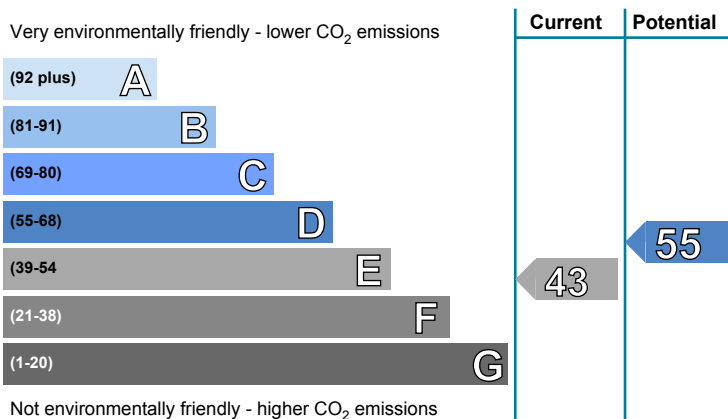 Current Potential
Very environmentally friendly - lower CO₂ emissions
(92 plus) A
(81-91) B
(69-80) C
(55-68) D
55
(39-54 E
43
(21-38) F
(1-20) G
Not environmentally friendly - higher CO₂ emissions